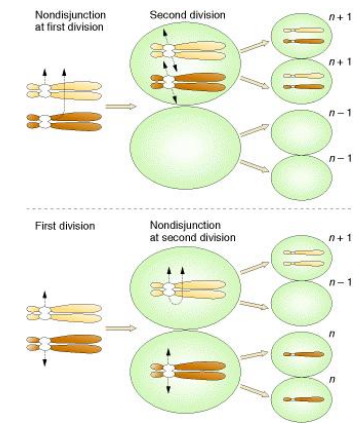 Nondisjunction
at first division
Second division
n + 1
n + 1
n − 1
n − 1
First division
Nondisjunction
at second division
n + 1
n − 1
n
n